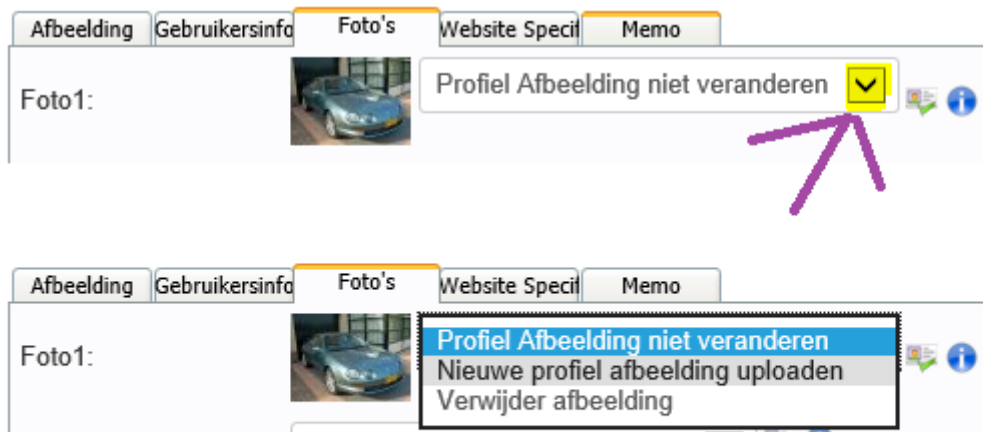 Afbeelding Gebruikersinfo Foto's Website Specif Memo
Foto1: Profiel Afbeelding niet veranderen
Afbeelding Gebruikersinfo Foto's Website Specif Memo
Profiel Afbeelding niet veranderen
Foto1:
Nieuwe profiel afbeelding uploaden
Verwijder afbeelding